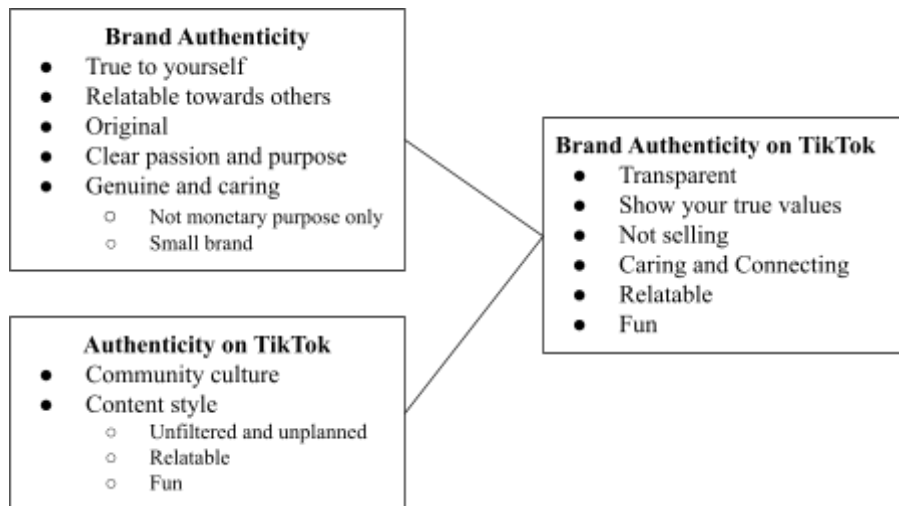 Brand Authenticity
● True to yourself
● Relatable towards others
● Original
● Clear passion and purpose
● Genuine and caring
○ Not monetary purpose only
○ Small brand
Authenticity on TikTok
● Community culture
● Content style
○ Unfiltered and unplanned
○ Relatable
○ Fun
Brand Authenticity on TikTok
● Transparent
● Show your true values
● Not selling
● Caring and Connecting
● Relatable
● Fun